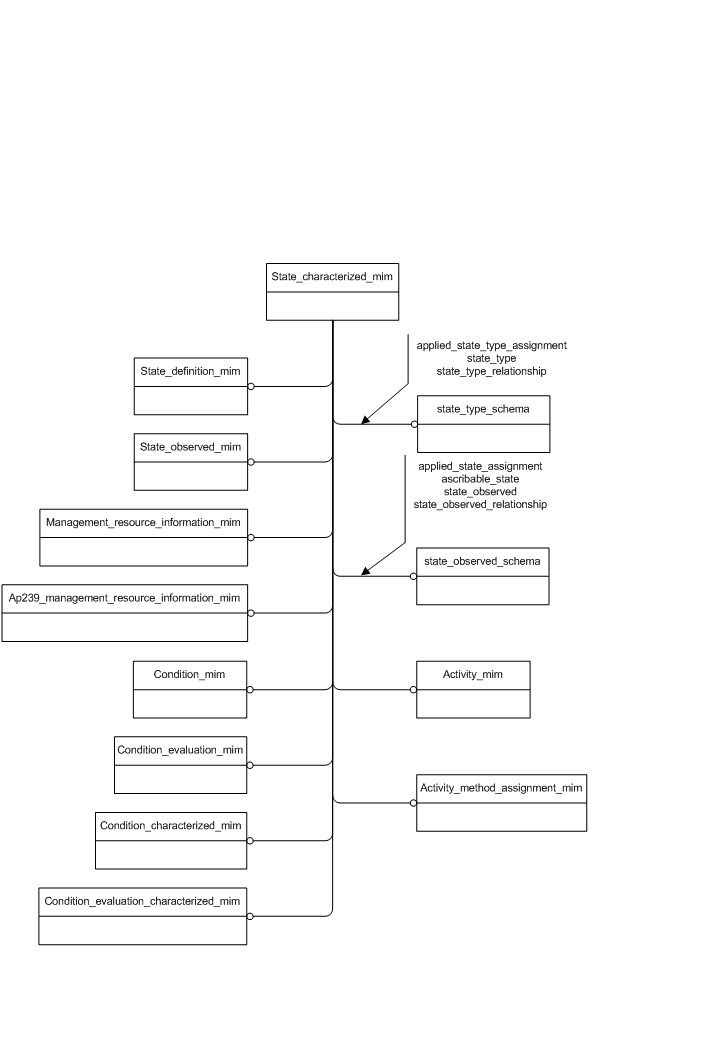 State_characterized_mim
applied_state_type_assignment
state_type
state_type_relationship
State_definition_mim
state_type_schema
State_observed_mim
applied_state_assignment
ascribable_state
state_observed
state_observed_relationship
Management_resource_information_mim
state_observed_schema
Ap239_management_resource_information_mim
Condition_mim
Activity_mim
Condition_evaluation_mim
Activity_method_assignment_mim
Condition_characterized_mim
Condition_evaluation_characterized_mim